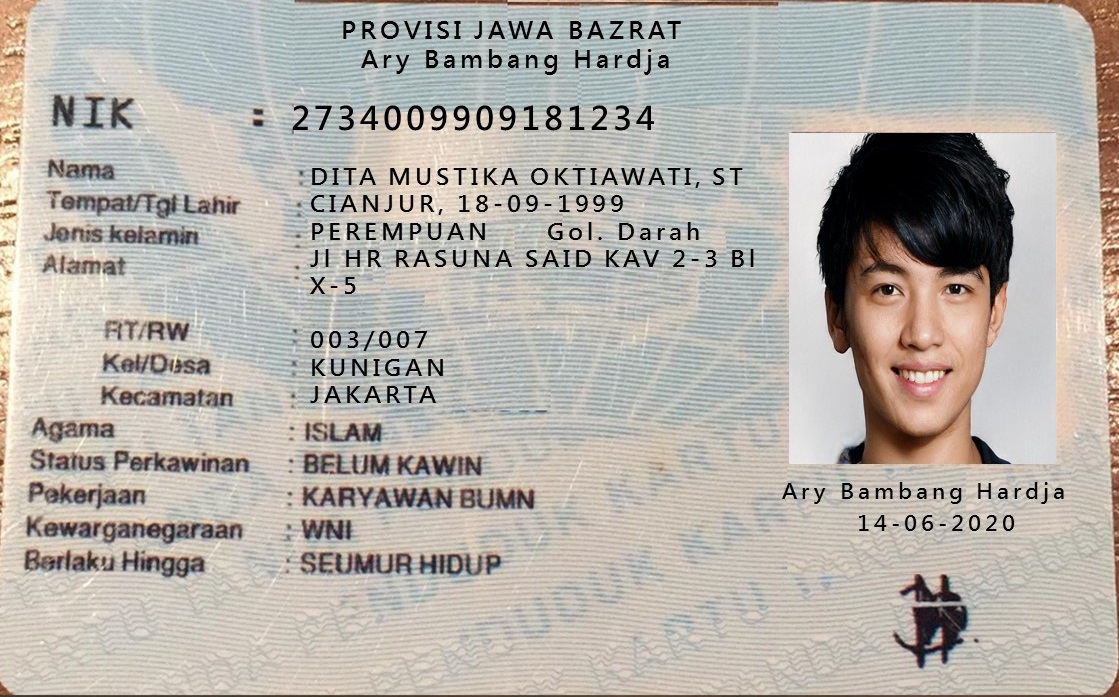 PROVISI JAWA BAZRAT
Ary Bambang Hardja
NIK : 2734009909181234
Nama : DITA MUSTIKA OKTIAWATI, ST
Tempat/Tgl Lahir : CIANJUR, 18-09-1999
Jenis kelamin : PEREMPUAN Gol. Darah
Alamat : Jl HR RASUNA SAID KAV 2-3 Bl
X-5
RT/RW : 003/007
Kel/Desa : KUNIGAN
Kecamatan : JAKARTA
Agama : ISLAM
Status Perkawinan : BELUM KAWIN
Pekerjaan : KARYAWAN BUMN
Kewarganegaraan : WNI
Berlaku Hingga : SEUMUR HIDUP
Ary Bambang Hardja
14-06-2020